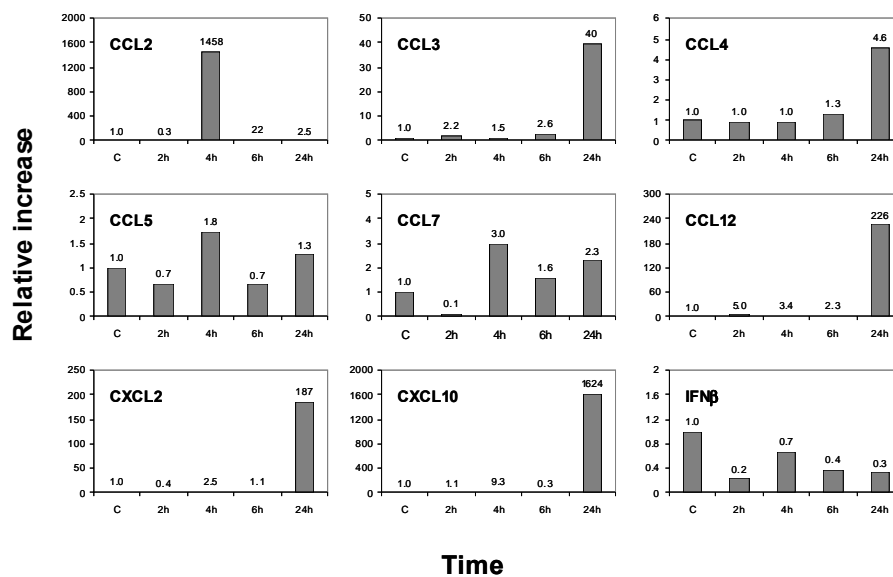 Relative increase
2000
1600
1200
800
400
0
CCL2
1.0
0.3
1458
22
2.5
C
2h
4h
6h
24h
50
40
30
20
10
0
CCL3
1.0
2.2
1.5
2.6
40
C
2h
4h
6h
24h
6
5
4
3
2
1
0
CCL4
1.0
1.0
1.0
1.3
4.6
C
2h
4h
6h
24h
2.5
2
1.5
1
0.5
0
CCL5
1.0
0.7
1.8
0.7
1.3
C
2h
4h
6h
24h
5
4
3
2
1
0
CCL7
1.0
0.1
3.0
1.6
2.3
C
2h
4h
6h
24h
300
240
180
120
60
0
CCL12
1.0
5.0
3.4
2.3
226
C
2h
4h
6h
24h
250
200
150
100
50
0
CXCL2
1.0
0.4
2.5
1.1
187
C
2h
4h
6h
24h
2000
1600
1200
800
400
0
CXCL10
1.0
1.1
9.3
0.3
1624
C
2h
4h
6h
24h
2
1.6
1.2
0.8
0.4
0
IFNβ
1.0
0.2
0.7
0.4
0.3
C
2h
4h
6h
24h
Time